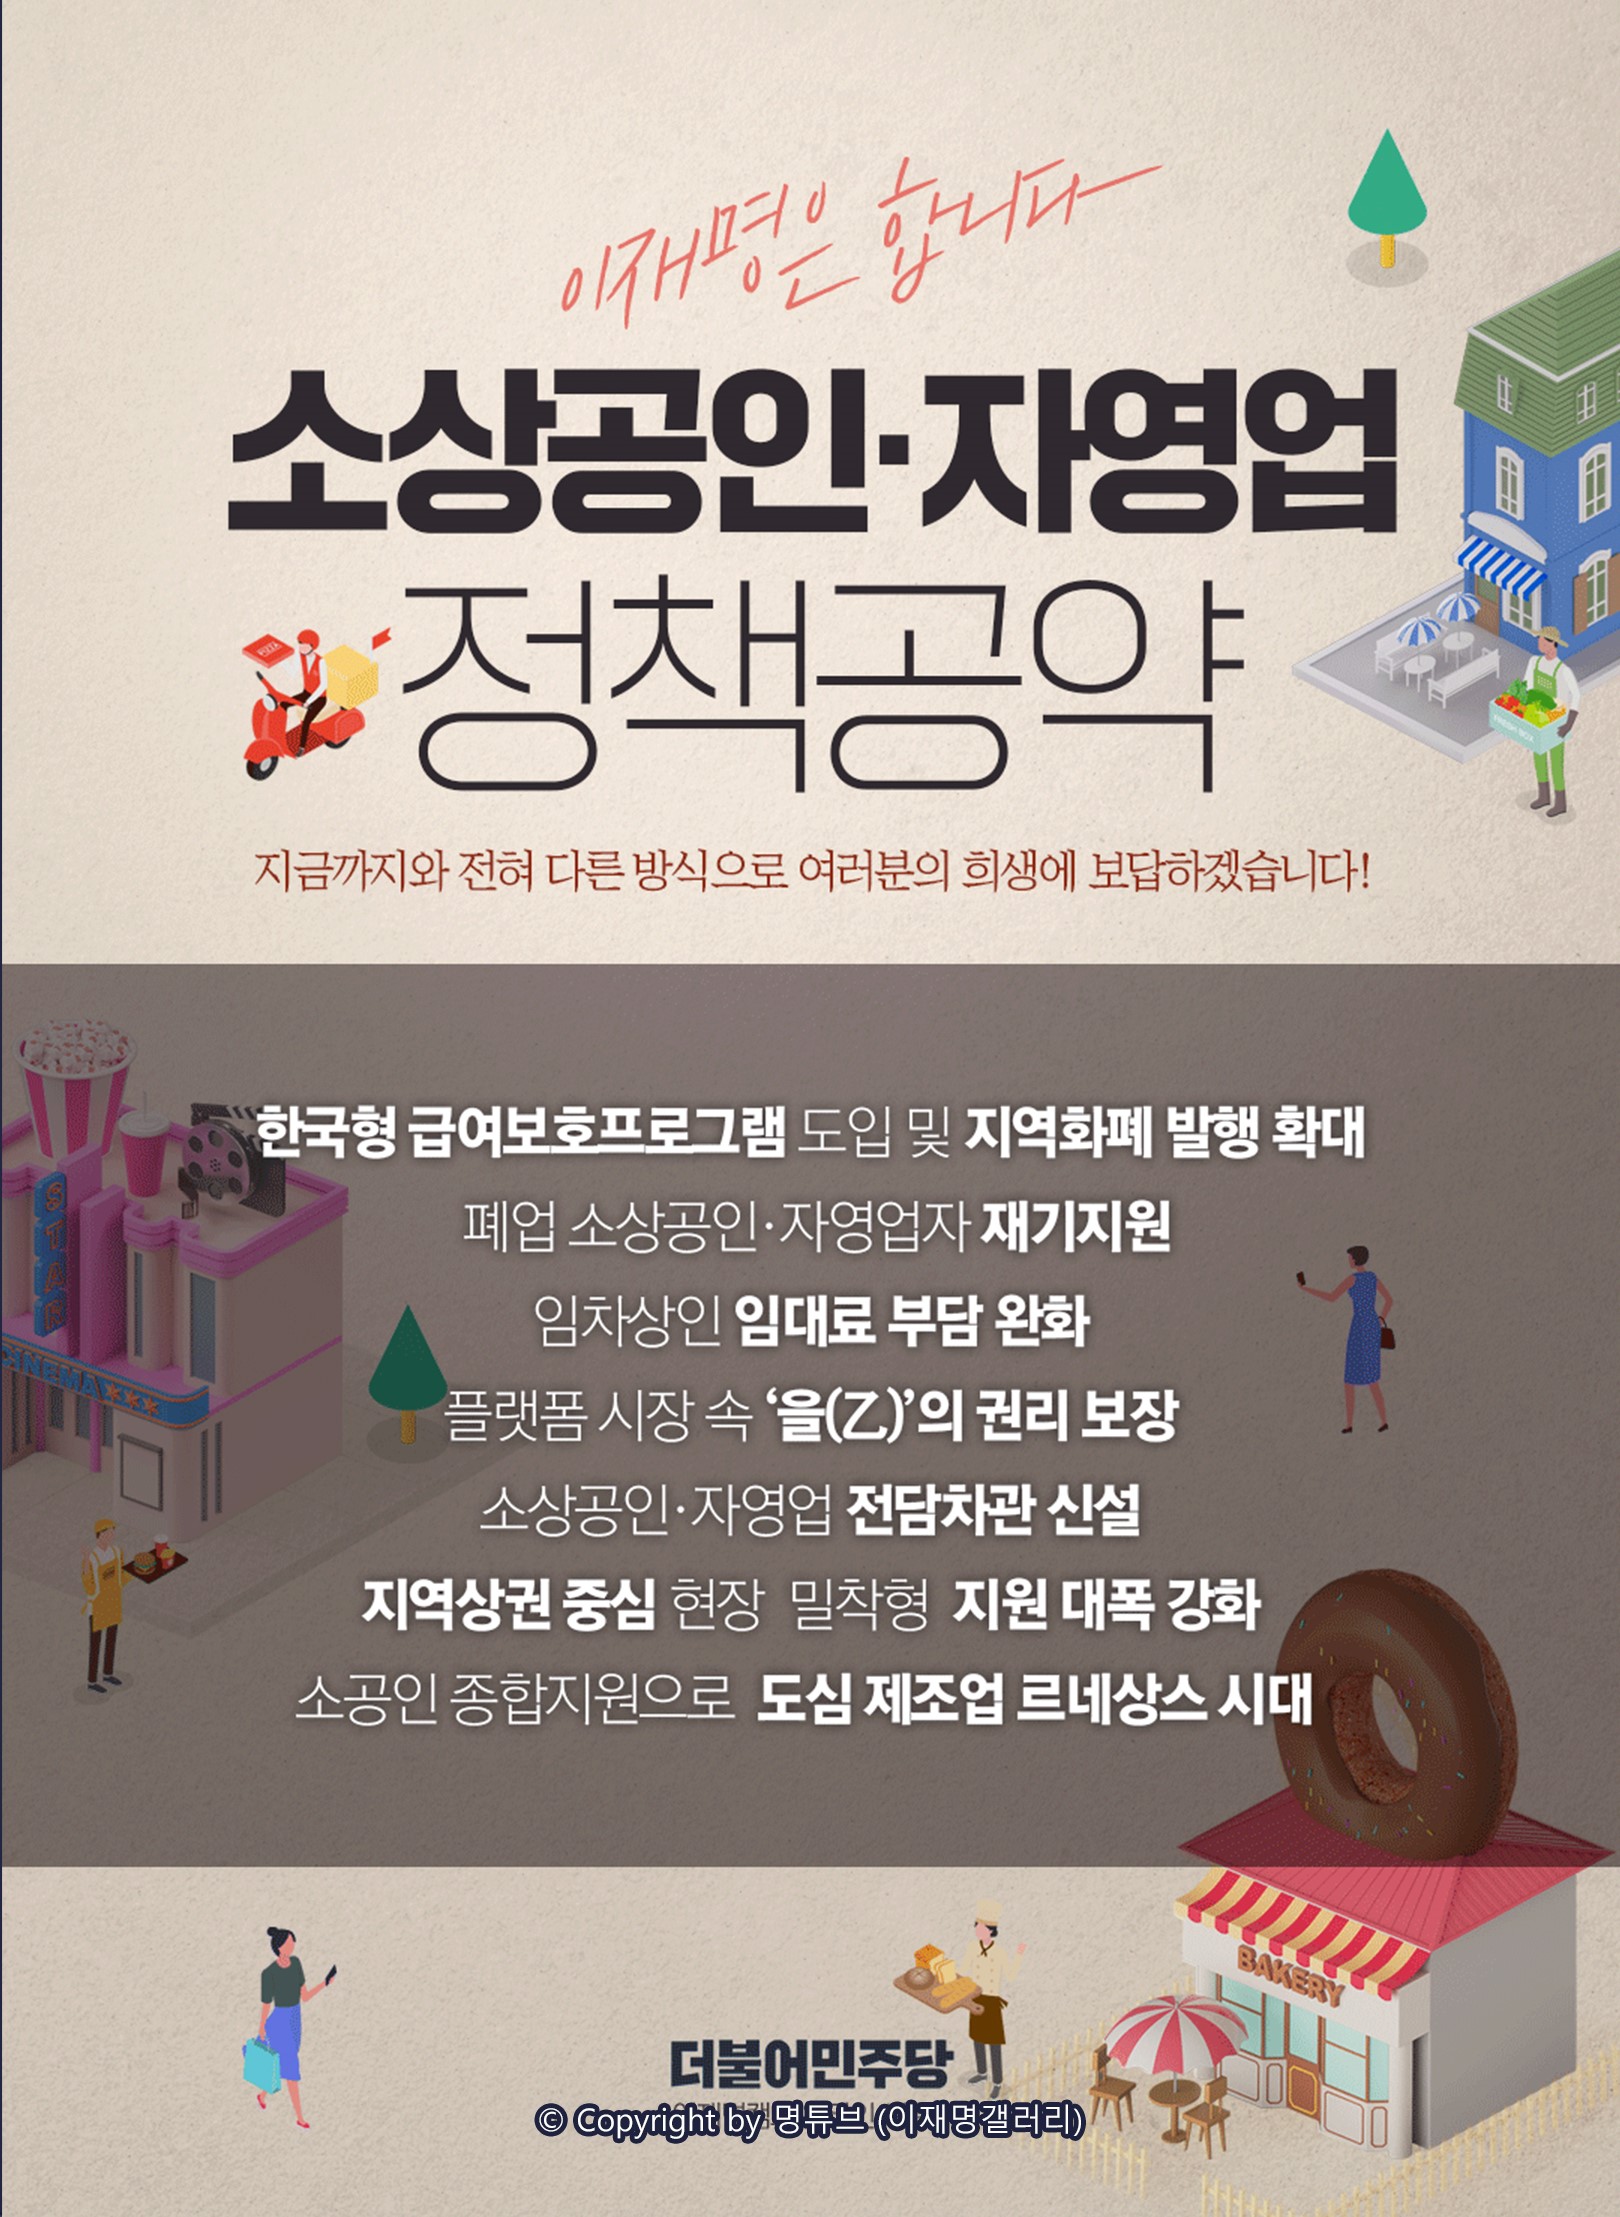 이재명은 합니다
소상공인·자영업
정책공약
PIZZA
FRESH BOX
지금까지와 전혀 다른 방식으로 여러분의 희생에 보답하겠습니다!
한국형 급여보호프로그램 도입 및 지역화폐 발행 확대
폐업 소상공인·자영업자 재기지원
임차상인 임대료 부담 완화
STAR
CINEMA
플랫폼 시장 속 ‘을(乙)’의 권리 보장
소상공인·자영업 전담차관 신설
지역상권 중심 현장 밀착형 지원 대폭 강화
소공인 종합지원으로 도심 제조업 르네상스 시대
BAKERY
더불어민주당
© Copyright by 명튜브 (이재명갤러리)